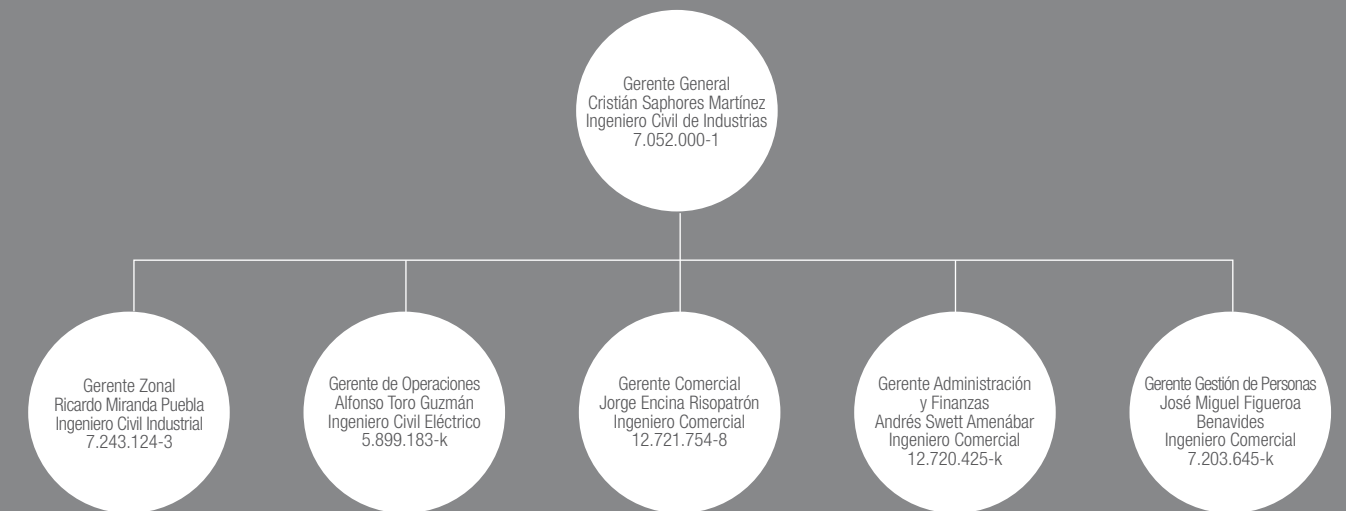 Gerente General
Cristián Saphores Martínez
Ingeniero Civil de Industrias
7.052.000-1
Gerente Zonal
Ricardo Miranda Puebla
Ingeniero Civil Industrial
7.243.124-3
Gerente de Operaciones
Alfonso Toro Guzmán
Ingeniero Civil Eléctrico
5.899.183-k
Gerente Comercial
Jorge Encina Risopatrón
Ingeniero Comercial
12.721.754-8
Gerente Administración
y Finanzas
Andrés Swett Amenábar
Ingeniero Comercial
12.720.425-k
Gerente Gestión de Personas
José Miguel Figueroa
Benavides
Ingeniero Comercial
7.203.645-k